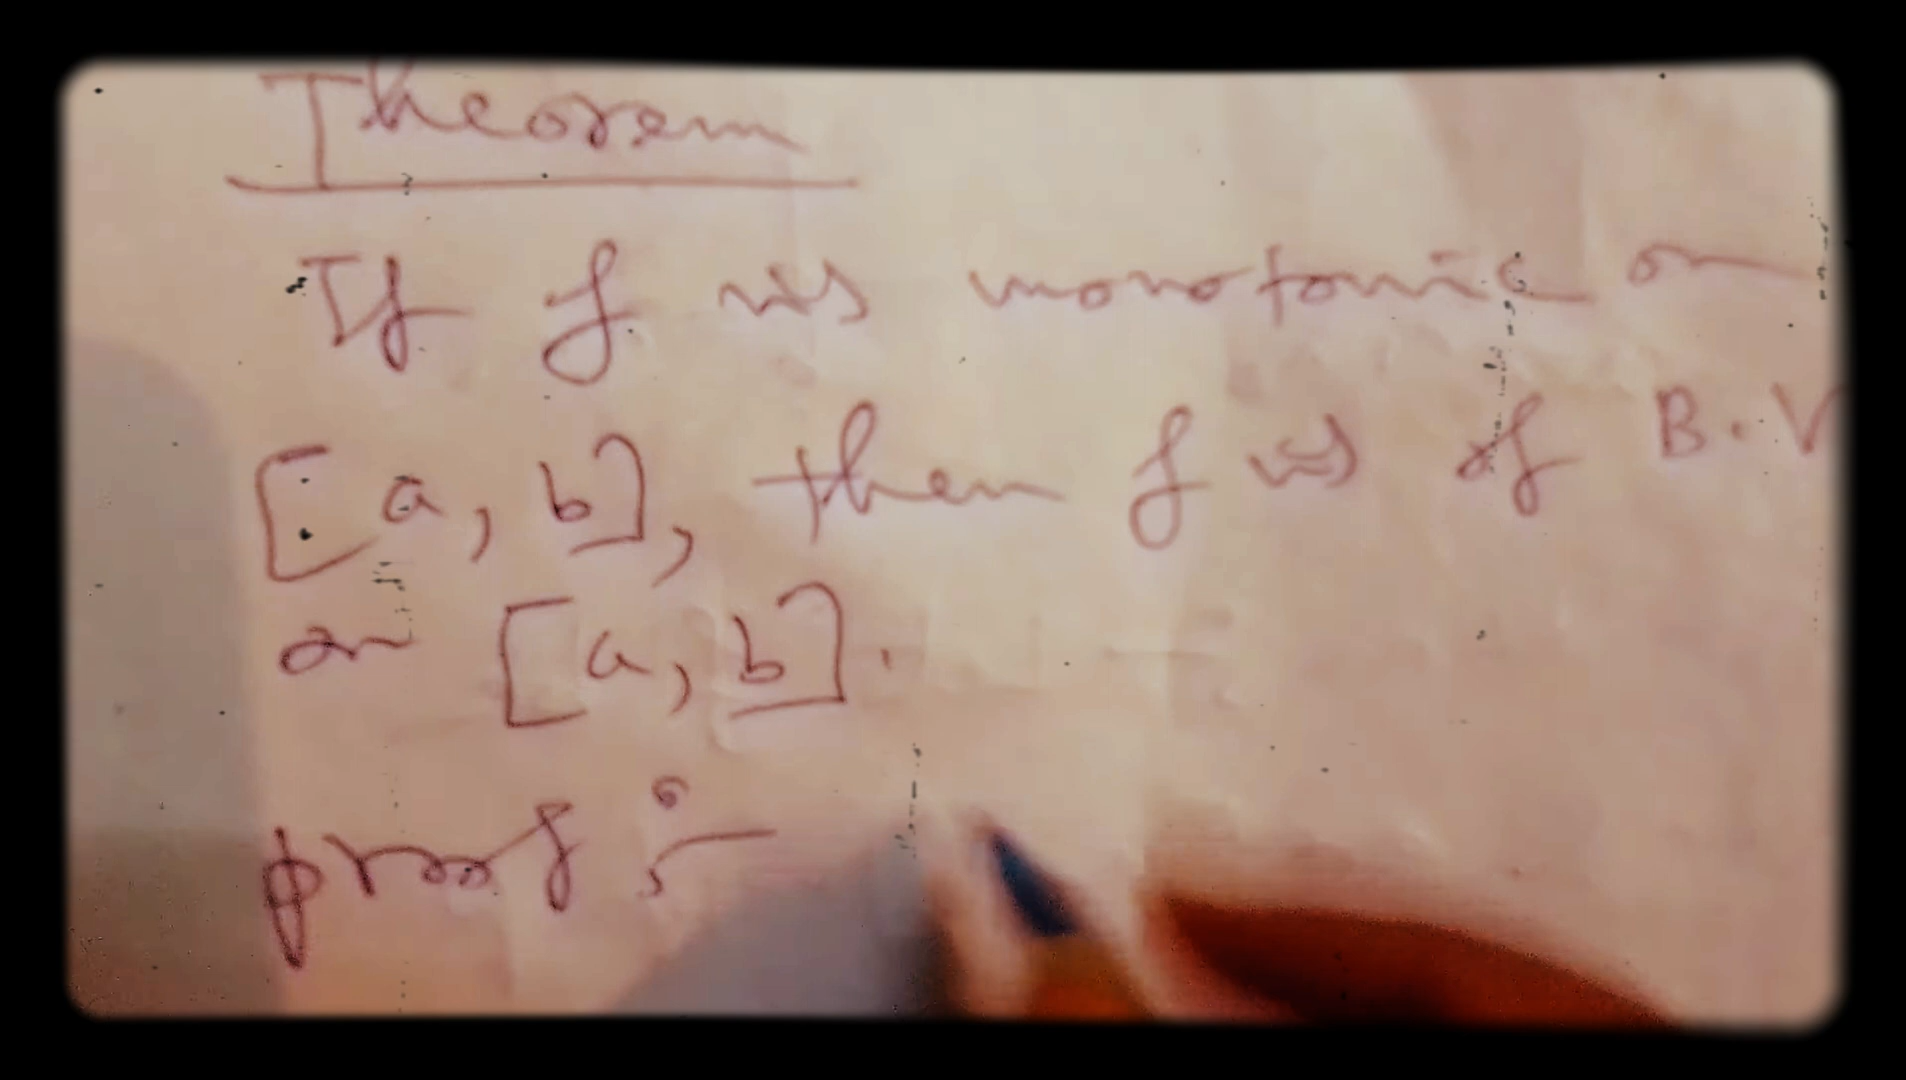 Theorem
If f is monotonic on
[a, b], then f is of B.V
on [a, b].
proof :-